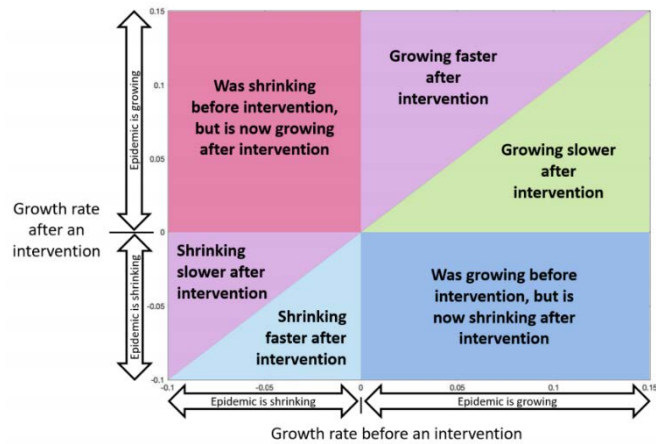 0.15
0.1
0.05
0
-0.05
-0.1
Epidemic is growing
Epidemic is shrinking
Growth rate
after an
intervention
Was shrinking
before intervention,
but is now growing
after intervention
Growing faster
after
intervention
Growing slower
after
intervention
Shrinking
slower after
intervention
Shrinking
faster after
intervention
Was growing before
intervention, but is
now shrinking after
intervention
-0.1
-0.05
0
0.05
0.1
0.15
Epidemic is shrinking
Epidemic is growing
Growth rate before an intervention